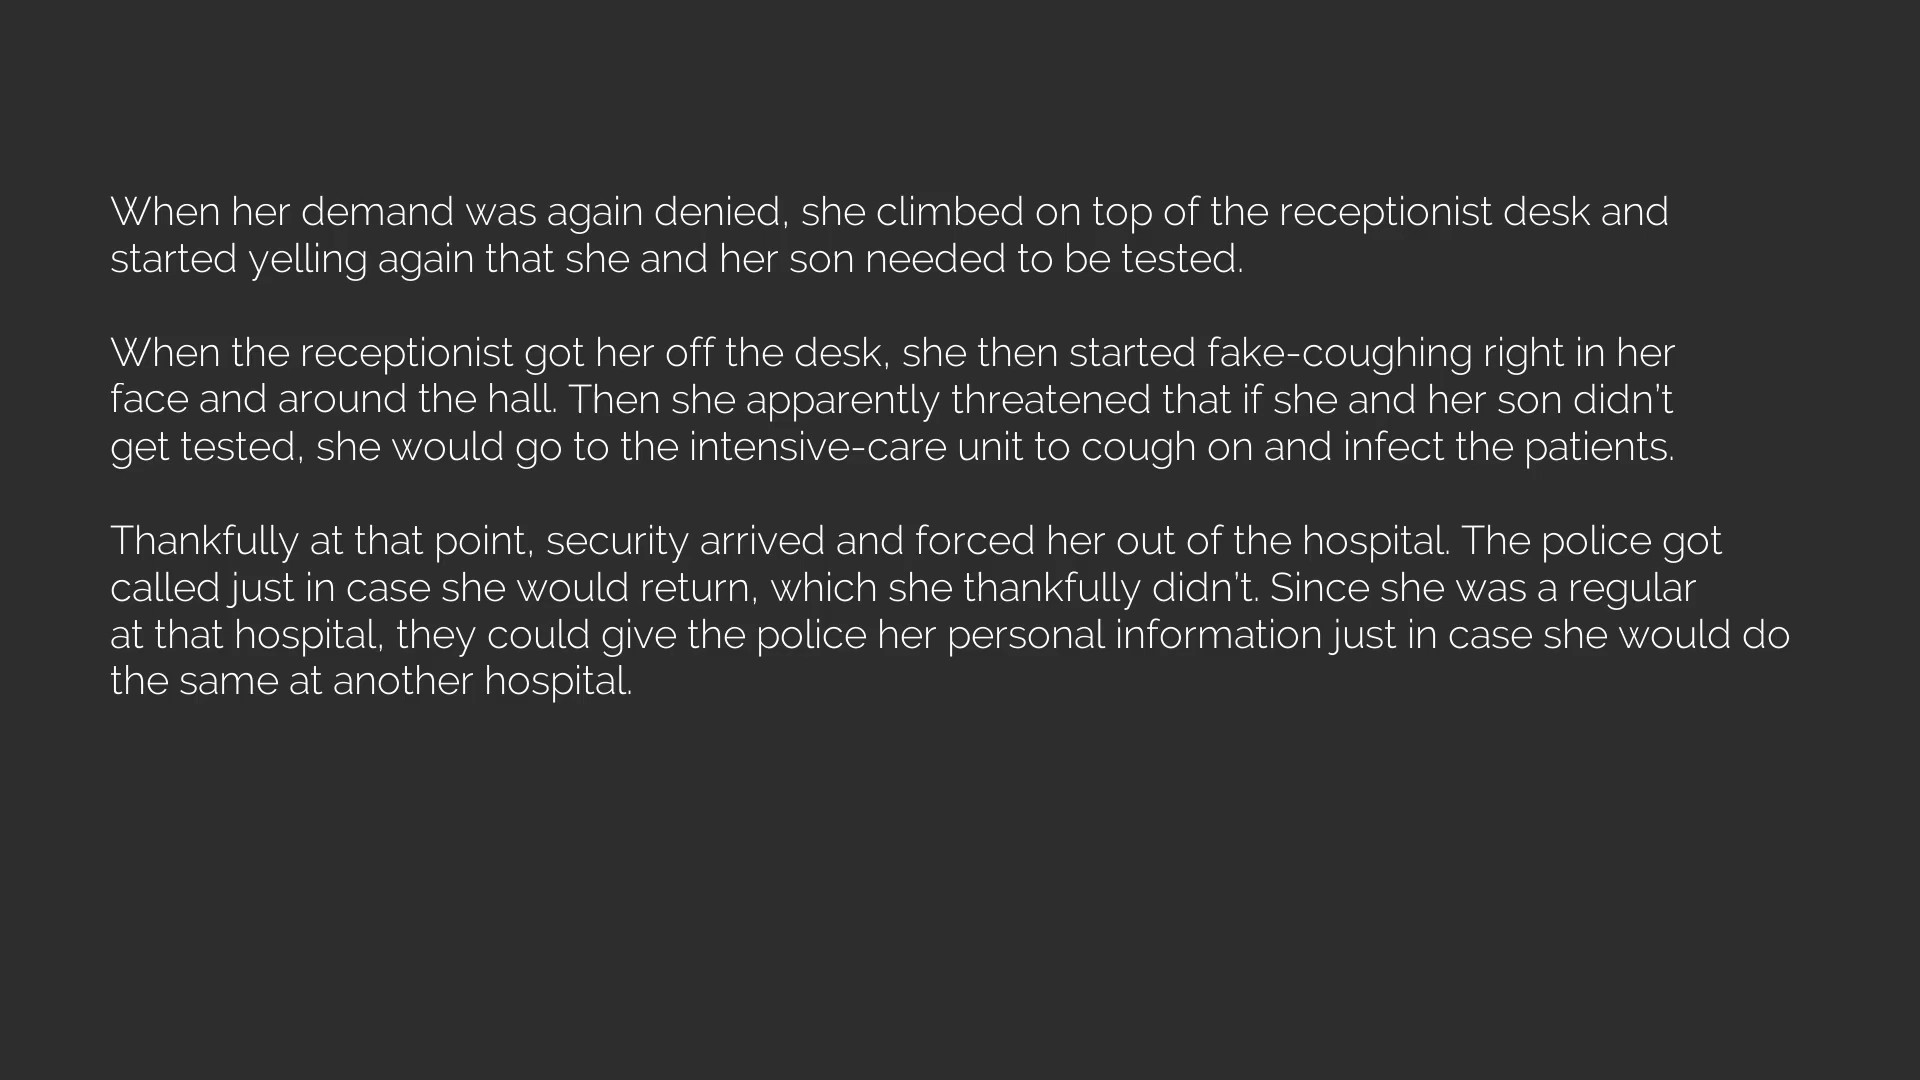 When her demand was again denied, she climbed on top of the receptionist desk and
started yelling again that she and her son needed to be tested.
When the receptionist got her off the desk, she then started fake-coughing right in her
face and around the hall. Then she apparently threatened that if she and her son didn't
get tested, she would go to the intensive-care unit to cough on and infect the patients.
Thankfully at that point, security arrived and forced her out of the hospital. The police got
called just in case she would return, which she thankfully didn't. Since she was a regular
at that hospital, they could give the police her personal information just in case she would do
the same at another hospital.